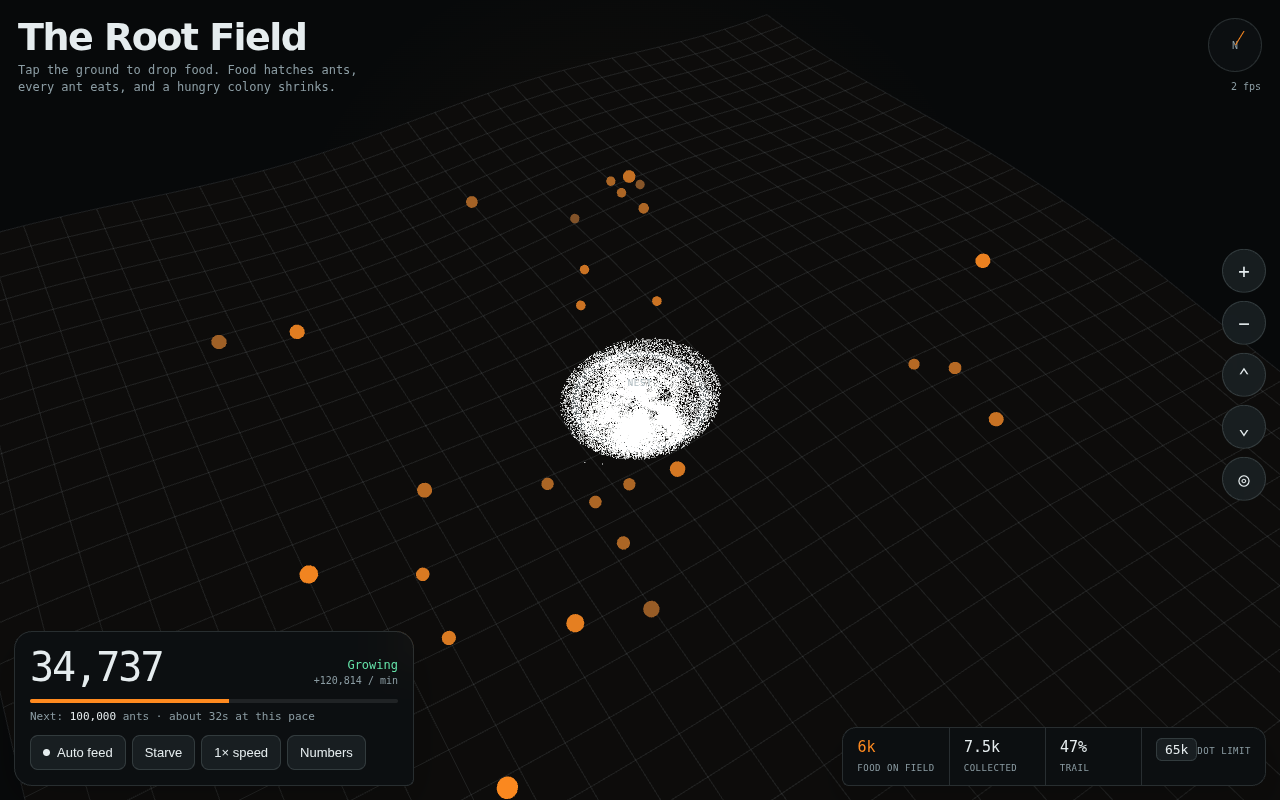 The Root Field
Tap the ground to drop food. Food hatches ants,
every ant eats, and a hungry colony shrinks.
N
2 fps
+
−
34,737
Growing
+120,814 / min
Next: 100,000 ants · about 32s at this pace
Auto feed
Starve
1× speed
Numbers
6k
FOOD ON FIELD
7.5k
COLLECTED
47%
TRAIL
65k
DOT LIMIT